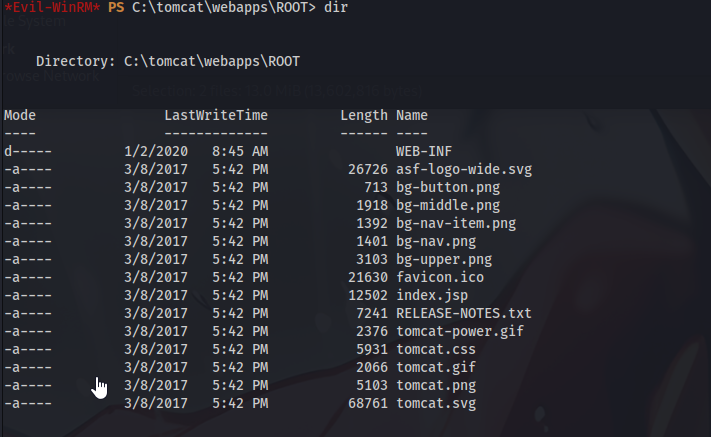 *Evil-WinRM* PS C:\tomcat\webapps\ROOT> dir
Directory: C:\tomcat\webapps\ROOT
Mode                LastWriteTime         Length Name
----                -------------         ------ ----
d-----         1/2/2020   8:45 AM                WEB-INF
-a----         3/8/2017   5:42 PM          26726 asf-logo-wide.svg
-a----         3/8/2017   5:42 PM            713 bg-button.png
-a----         3/8/2017   5:42 PM           1918 bg-middle.png
-a----         3/8/2017   5:42 PM           1392 bg-nav-item.png
-a----         3/8/2017   5:42 PM           1401 bg-nav.png
-a----         3/8/2017   5:42 PM           3103 bg-upper.png
-a----         3/8/2017   5:42 PM          21630 favicon.ico
-a----         3/8/2017   5:42 PM          12502 index.jsp
-a----         3/8/2017   5:42 PM           7241 RELEASE-NOTES.txt
-a----         3/8/2017   5:42 PM           2376 tomcat-power.gif
-a----         3/8/2017   5:42 PM           5931 tomcat.css
-a----         3/8/2017   5:42 PM           2066 tomcat.gif
-a----         3/8/2017   5:42 PM           5103 tomcat.png
-a----         3/8/2017   5:42 PM          68761 tomcat.svg